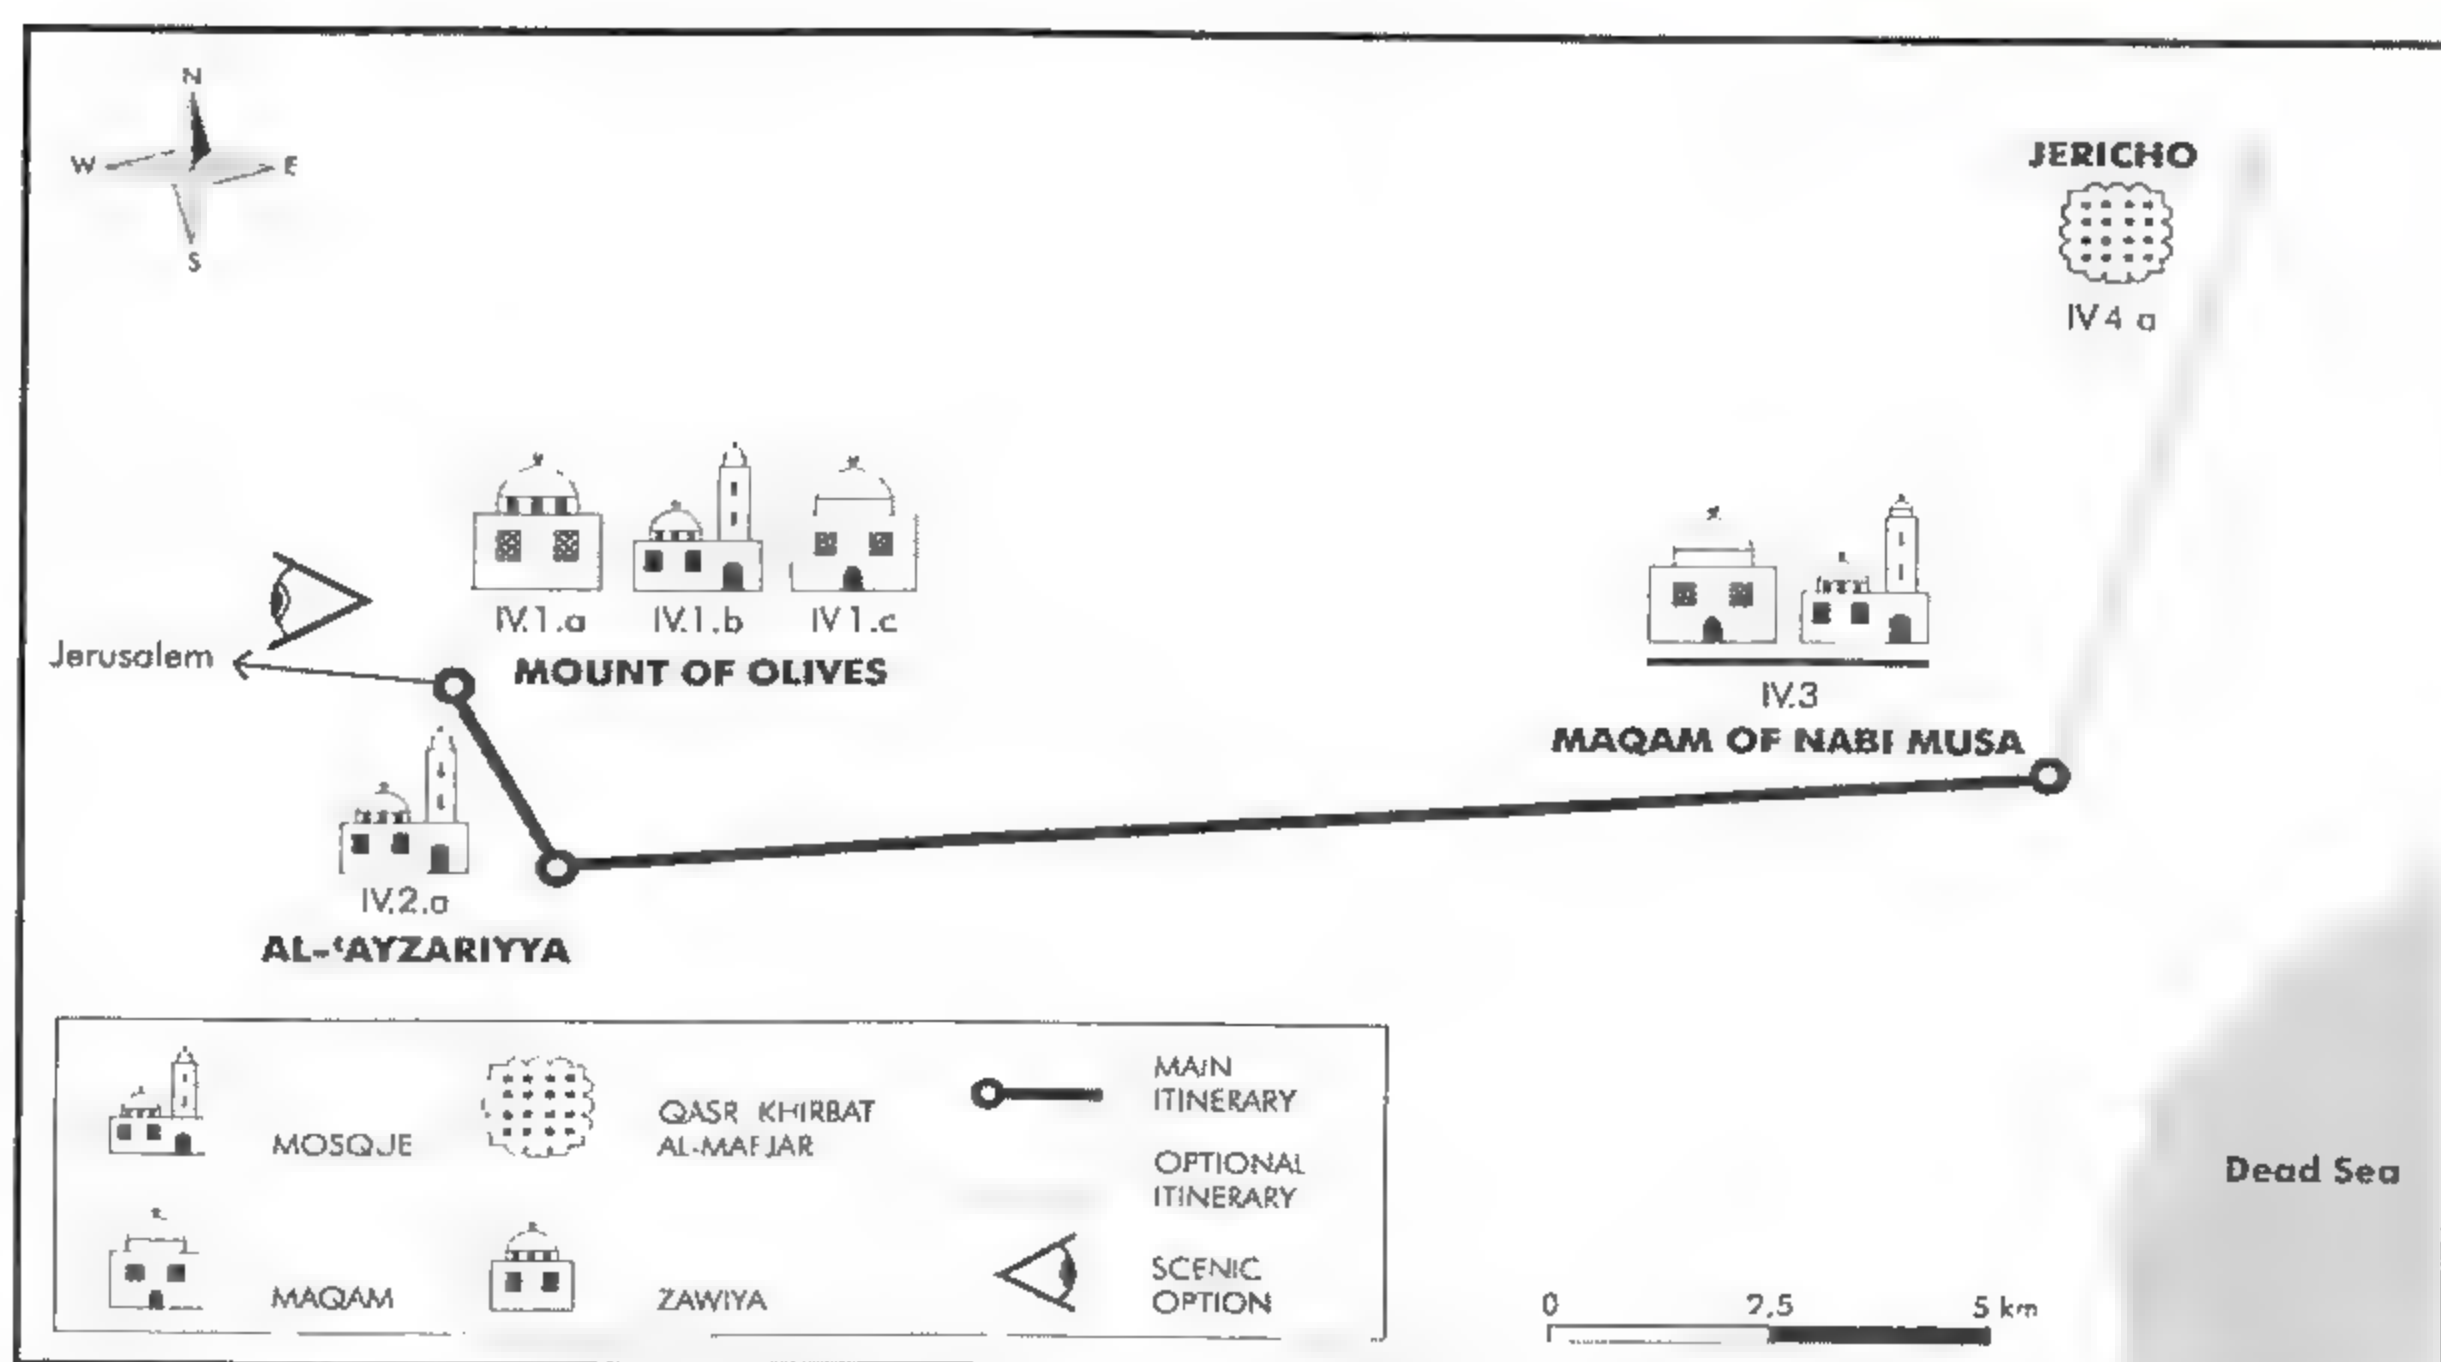 N
W E
S
JERICHO
IV 4 a
IV.1.a IV.1.b IV 1.c
Jerusalem
MOUNT OF OLIVES
IV.3
MAQAM OF NABI MUSA
IV.2.a
AL-‘AYZARIYYA
MOSQUE
QASR KHIRBAT
AL-MAFJAR
MAIN
ITINERARY
OPTIONAL
ITINERARY
MAQAM
ZAWIYA
SCENIC
OPTION
0 2,5 5 km
Dead Sea